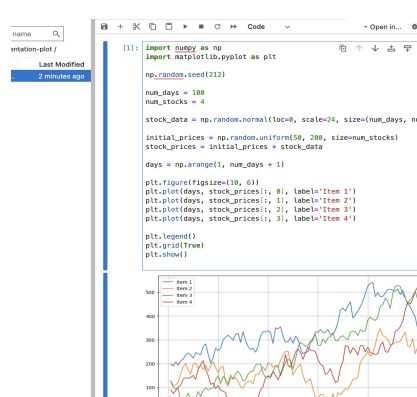 name
Code
Open in...
entation-plot /
Last Modified
2 minutes ago
[1]:
import numpy as np
import matplotlib.pyplot as plt
np.random.seed(212)
num_days = 100
num_stocks = 4
stock_data = np.random.normal(loc=0, scale=24, size=(num_days, n
initial_prices = np.random.uniform(50, 200, size=num_stocks)
stock_prices = initial_prices + stock_data
days = np.arange(1, num_days + 1)
plt.figure(figsize=(10, 6))
plt.plot(days, stock_prices[:, 0], label='Item 1')
plt.plot(days, stock_prices[:, 1], label='Item 2')
plt.plot(days, stock_prices[:, 2], label='Item 3')
plt.plot(days, stock_prices[:, 3], label='Item 4')
plt.legend()
plt.grid(True)
plt.show()
Item 1
Item 2
Item 3
Item 4
500
400
300
200
100